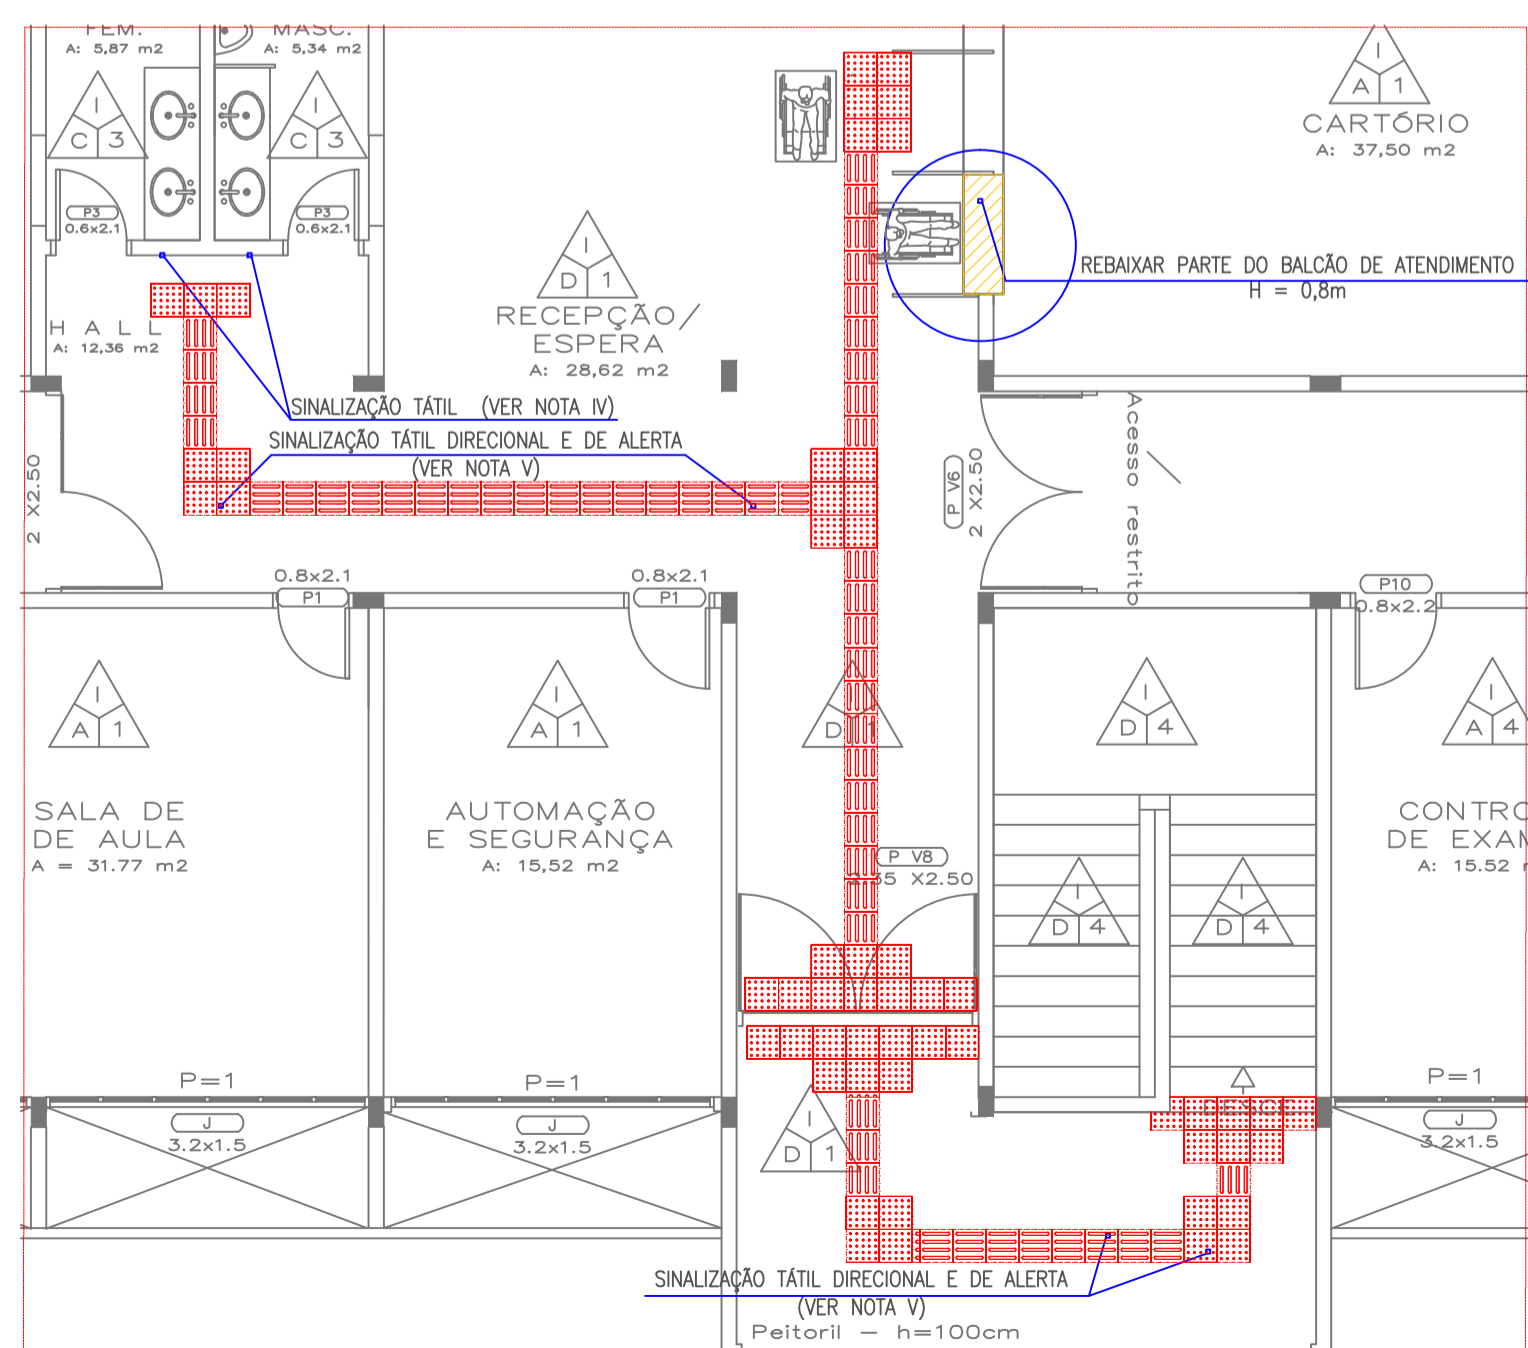 FEM.
A: 5,87 m2
MASC.
A: 5,34 m2
I
C 3
I
C 3
P3
0.6x2.1
P3
0.6x2.1
I
A 1
CARTÓRIO
A: 37,50 m2
I
D 1
RECEPÇÃO/
ESPERA
A: 28,62 m2
REBAIXAR PARTE DO BALCÃO DE ATENDIMENTO
H = 0,8m
HALL
A: 12,36 m2
SINALIZAÇÃO TÁTIL (VER NOTA IV)
SINALIZAÇÃO TÁTIL DIRECIONAL E DE ALERTA
(VER NOTA V)
2 X2.50
P V6
2 X2.50
Acesso restrito
0.8x2.1
P1
0.8x2.1
P1
P10
0.8x2.2
I
A 1
SALA DE
DE AULA
A = 31.77 m2
I
A 1
AUTOMAÇÃO
E SEGURANÇA
A: 15,52 m2
I
D 1
I
D 4
I
A 4
CONTRO
DE EXAM
A: 15.52
P V8
35 X2.50
I
D 4
I
D 4
P=1
J
3.2x1.5
P=1
J
3.2x1.5
I
D 1
DESCE
P=1
J
3.2x1.5
SINALIZAÇÃO TÁTIL DIRECIONAL E DE ALERTA
(VER NOTA V)
Peitoril - h=100cm